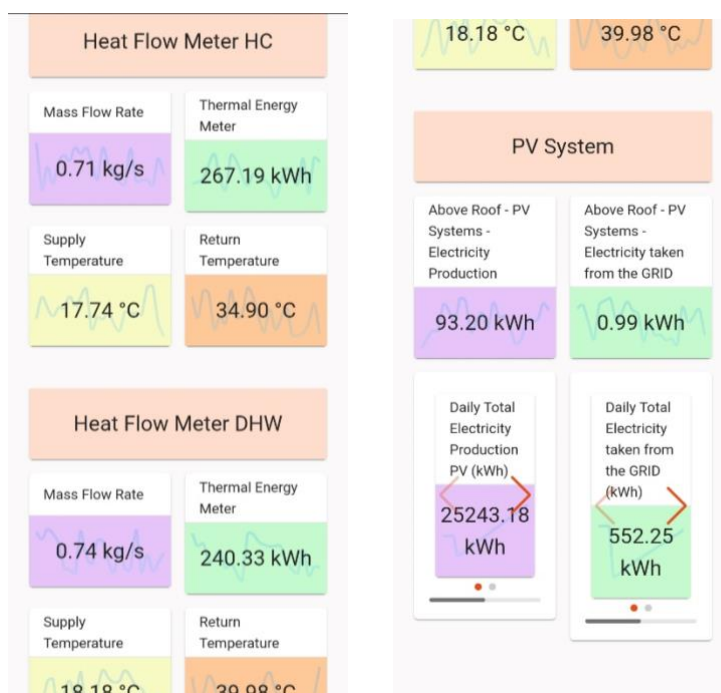 Heat Flow Meter HC
Mass Flow Rate
0.71 kg/s
Thermal Energy
Meter
267.19 kWh
Supply
Temperature
17.74 °C
Return
Temperature
34.90 °C
Heat Flow Meter DHW
Mass Flow Rate
0.74 kg/s
Thermal Energy
Meter
240.33 kWh
Supply
Temperature
18.18 °C
Return
Temperature
39.98 °C
18.18 °C
39.98 °C
PV System
Above Roof - PV
Systems -
Electricity
Production
93.20 kWh
Above Roof - PV
Systems -
Electricity taken
from the GRID
0.99 kWh
Daily Total
Electricity
Production
PV (kWh)
25243.18
kWh
Daily Total
Electricity
taken from
the GRID
(kWh)
552.25
kWh